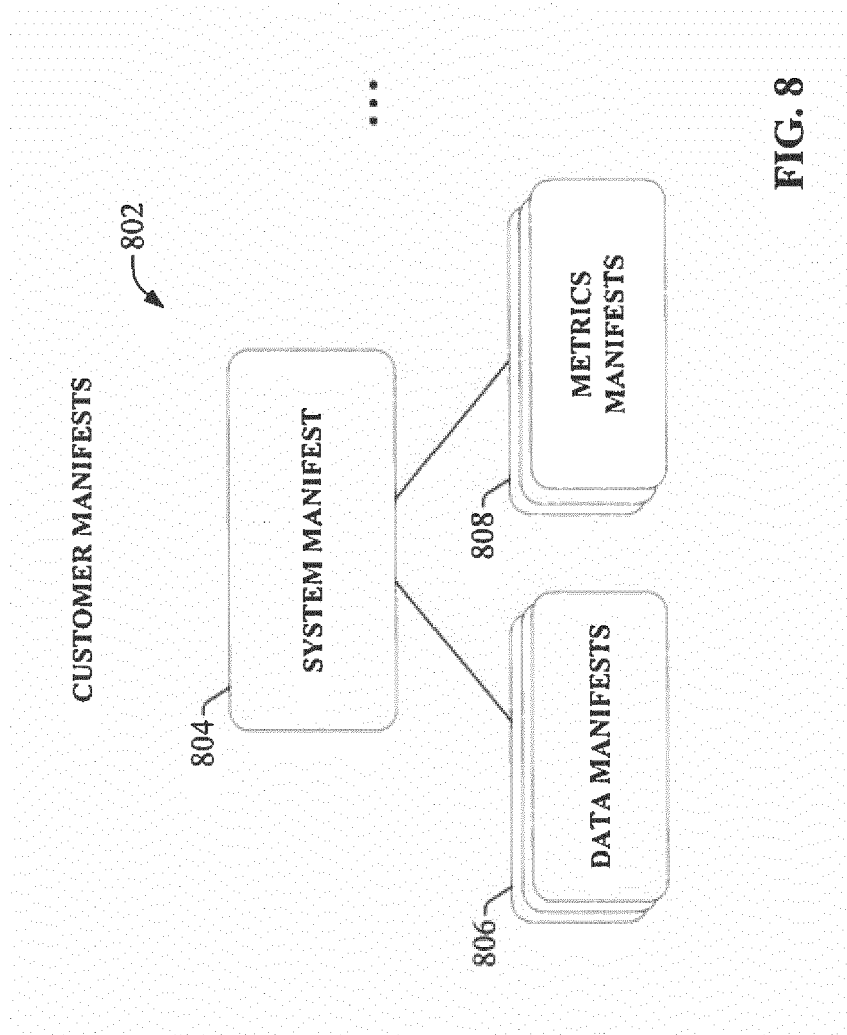 CUSTOMER MANIFESTS
802
804
SYSTEM MANIFEST
...
806
DATA MANIFESTS
808
METRICS
MANIFESTS
FIG. 8